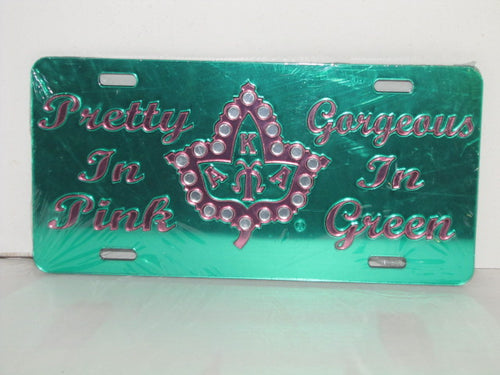 Pretty
In
Pink
K
A A
Gorgeous
In
Green